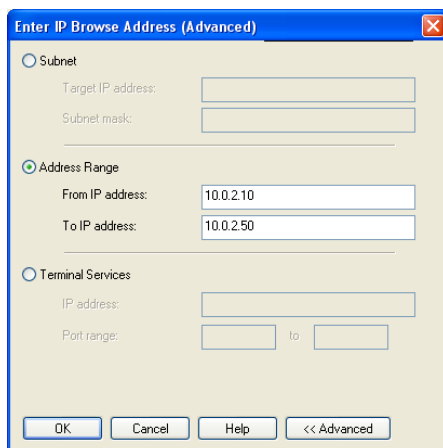 Enter IP Browse Address (Advanced)
Subnet
Target IP address:
Subnet mask:
Address Range
From IP address: 10.0.2.10
To IP address: 10.0.2.50
Terminal Services
IP address:
Port range: to
OK Cancel Help << Advanced